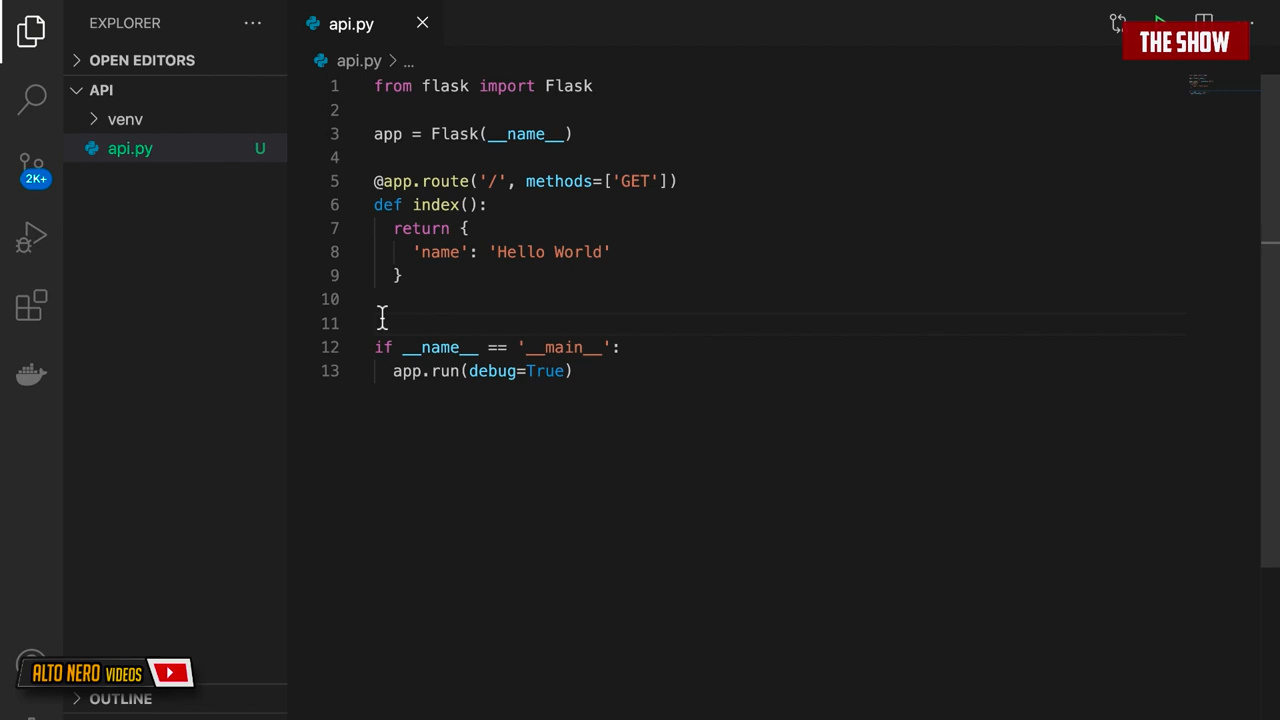 EXPLORER
OPEN EDITORS
API
venv
api.py U
2K+
OUTLINE
api.py
api.py > ...
1 from flask import Flask
2
3 app = Flask(__name__)
4
5 @app.route('/', methods=['GET'])
6 def index():
7 return {
8 'name': 'Hello World'
9 }
10
11
12 if __name__ == '__main__':
13 app.run(debug=True)
THE SHOW
ALTO NERO VIDEOS